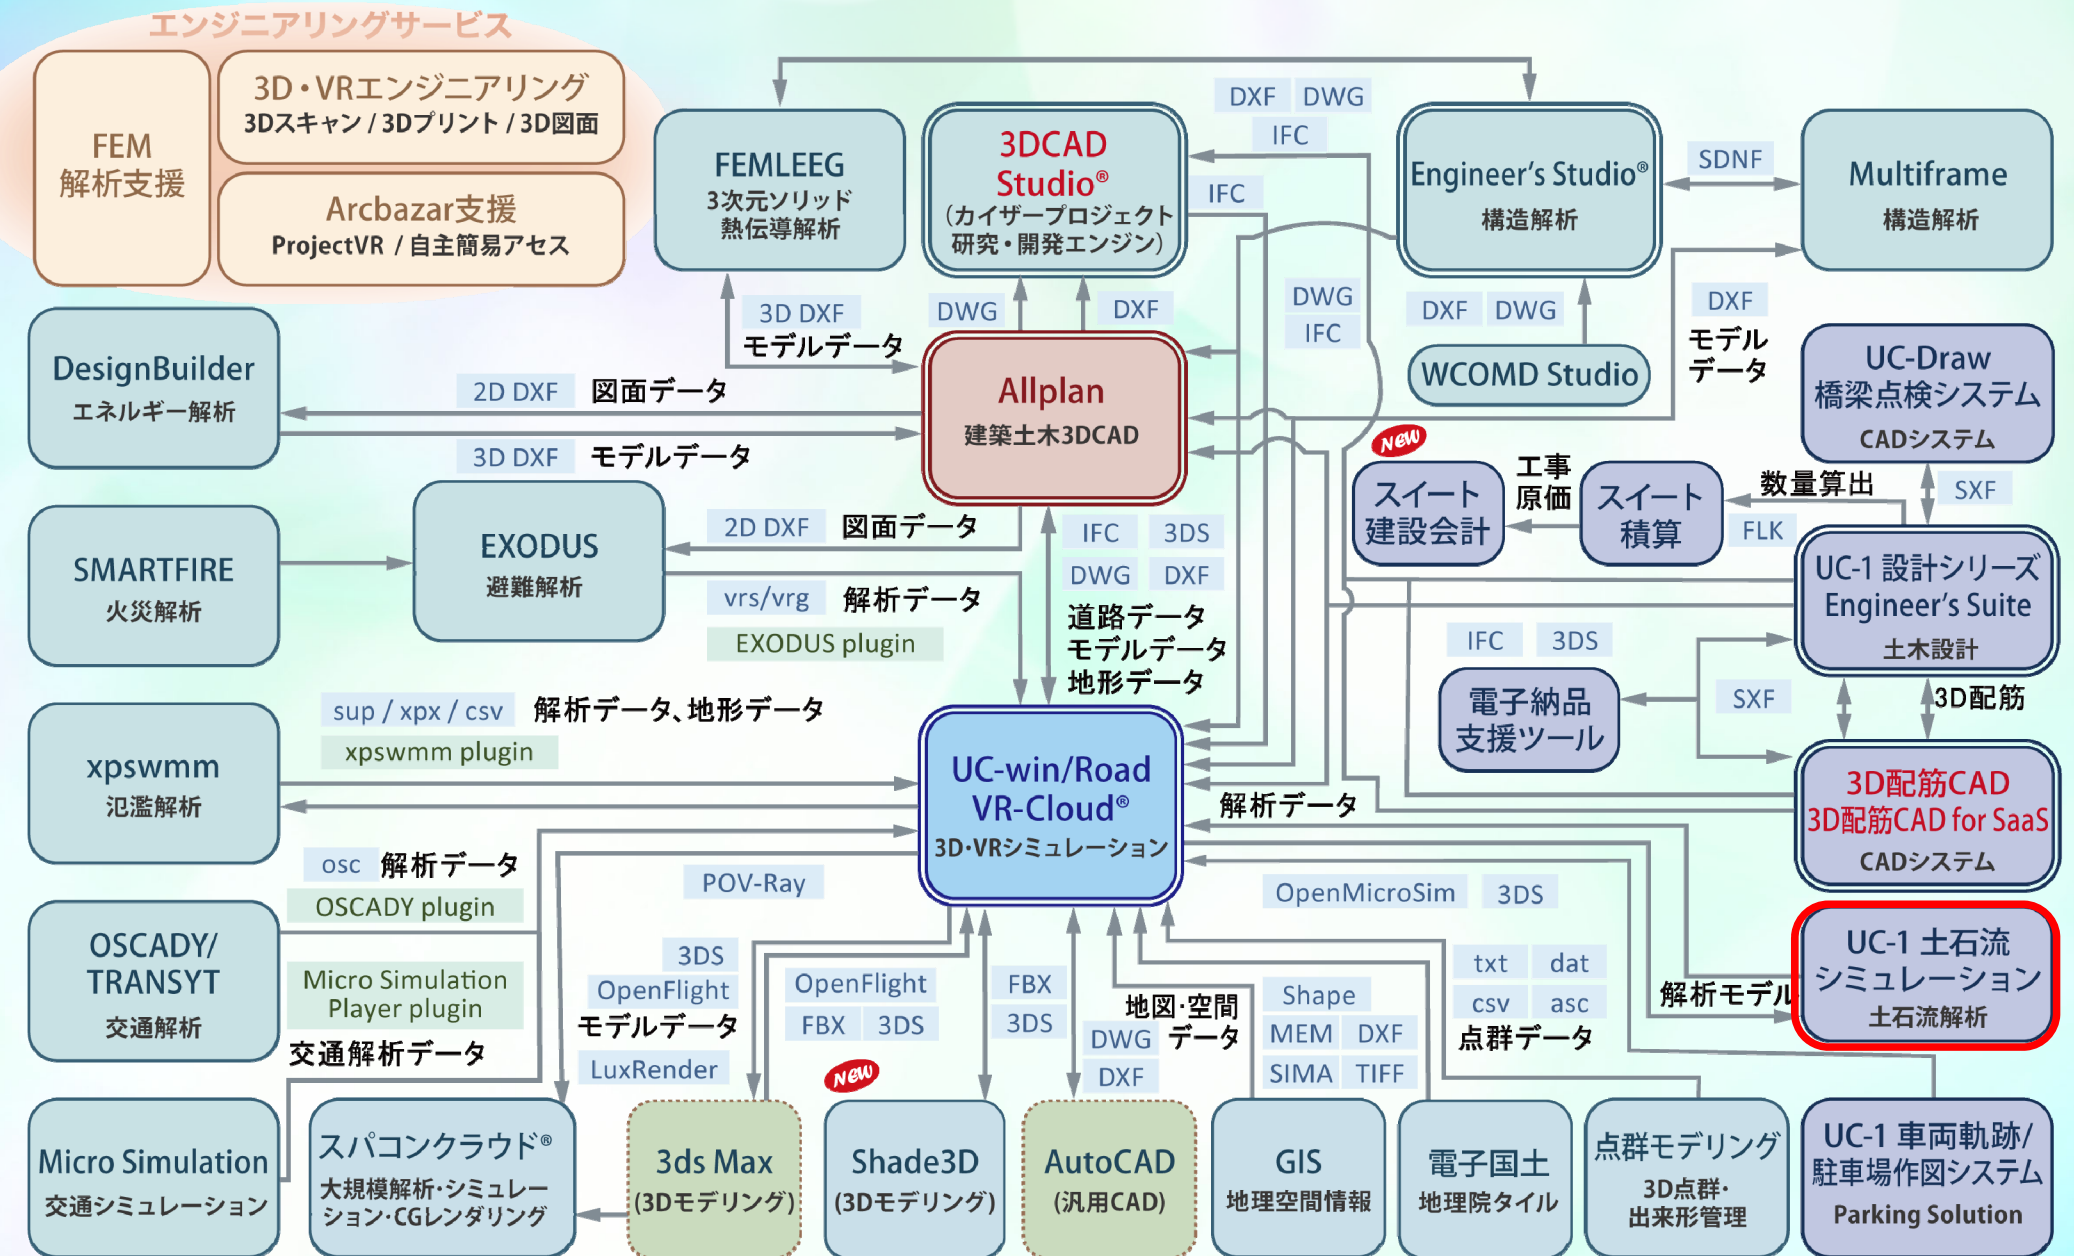 エンジニアリングサービス
FEM
解析支援
3D・VRエンジニアリング
3Dスキャン / 3Dプリント / 3D図面
Arcbazar支援
ProjectVR / 自主簡易アセス
FEMLEEG
3次元ソリッド
熱伝導解析
3DCAD
Studio®
(カイザープロジェクト
研究・開発エンジン)
DXF DWG
IFC
IFC
Engineer's Studio®
構造解析
SDNF
Multiframe
構造解析
3D DXF
モデルデータ
DWG
DXF
DWG
IFC
DXF DWG
WCOMD Studio
DXF
モデル
データ
DesignBuilder
エネルギー解析
2D DXF 図面データ
3D DXF モデルデータ
Allplan
建築土木3DCAD
UC-Draw
橋梁点検システム
CADシステム
NEW
スイート
建設会計
工事
原価
スイート
積算
数量算出
FLK
SXF
SMARTFIRE
火災解析
EXODUS
避難解析
2D DXF 図面データ
vrs/vrg 解析データ
EXODUS plugin
IFC 3DS
DWG DXF
道路データ
モデルデータ
地形データ
UC-1 設計シリーズ
Engineer's Suite
土木設計
IFC 3DS
電子納品
支援ツール
SXF
3D配筋
xpswmm
氾濫解析
sup / xpx / csv 解析データ、地形データ
xpswmm plugin
UC-win/Road
VR-Cloud®
3D・VRシミュレーション
解析データ
3D配筋CAD
3D配筋CAD for SaaS
CADシステム
osc 解析データ
OSCADY plugin
POV-Ray
OpenMicroSim 3DS
OSCADY/
TRANSYT
交通解析
Micro Simulation
Player plugin
交通解析データ
3DS
OpenFlight
モデルデータ
LuxRender
OpenFlight
FBX 3DS
FBX
3DS
地図・空間
データ
DWG
DXF
Shape
MEM DXF
SIMA TIFF
txt dat
csv asc
点群データ
解析モデル
UC-1 土石流
シミュレーション
土石流解析
Micro Simulation
交通シミュレーション
スパコンクラウド®
大規模解析・シミュレー
ション・CGレンダリング
3ds Max
(3Dモデリング)
NEW
Shade3D
(3Dモデリング)
AutoCAD
(汎用CAD)
GIS
地理空間情報
電子国土
地理院タイル
点群モデリング
3D点群・
出来形管理
UC-1 車両軌跡/
駐車場作図システム
Parking Solution